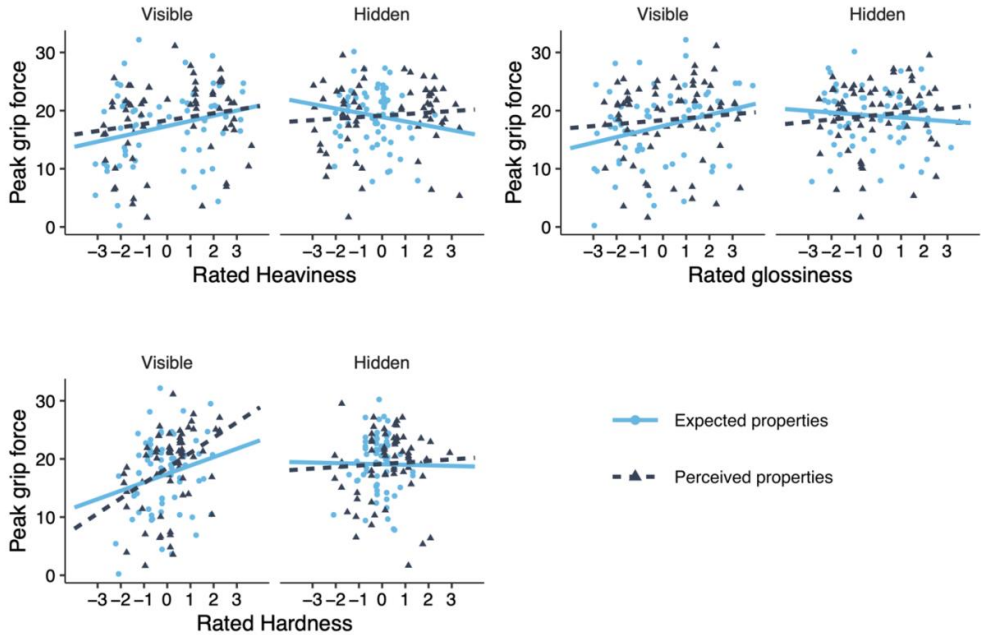 Visible Hidden
Peak grip force
30
20
10
0
−3 −2 −1 0 1 2 3 −3 −2 −1 0 1 2 3
Rated Heaviness
Visible Hidden
Peak grip force
30
20
10
0
−3 −2 −1 0 1 2 3 −3 −2 −1 0 1 2 3
Rated glossiness
Visible Hidden
Peak grip force
30
20
10
0
−3 −2 −1 0 1 2 3 −3 −2 −1 0 1 2 3
Rated Hardness
Expected properties
Perceived properties